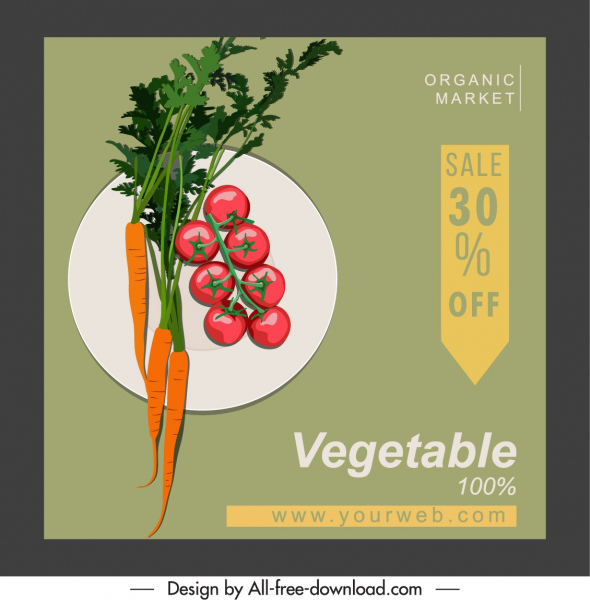 ORGANIC
MARKET
SALE
30
%
OFF
Vegetable
100%
www.yourweb.com
Design by All-free-download.com